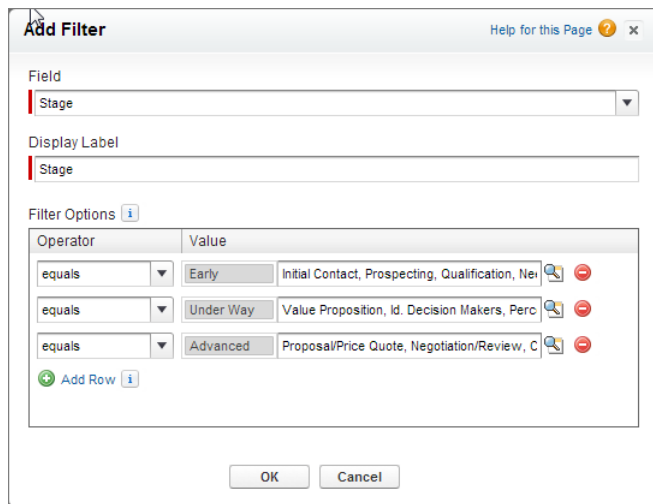 Add Filter
Help for this Page
Field
Stage
Display Label
Stage
Filter Options
Operator Value
equals Early Initial Contact, Prospecting, Qualification, Ne
equals Under Way Value Proposition, Id. Decision Makers, Perc
equals Advanced Proposal/Price Quote, Negotiation/Review, C
Add Row
OK Cancel